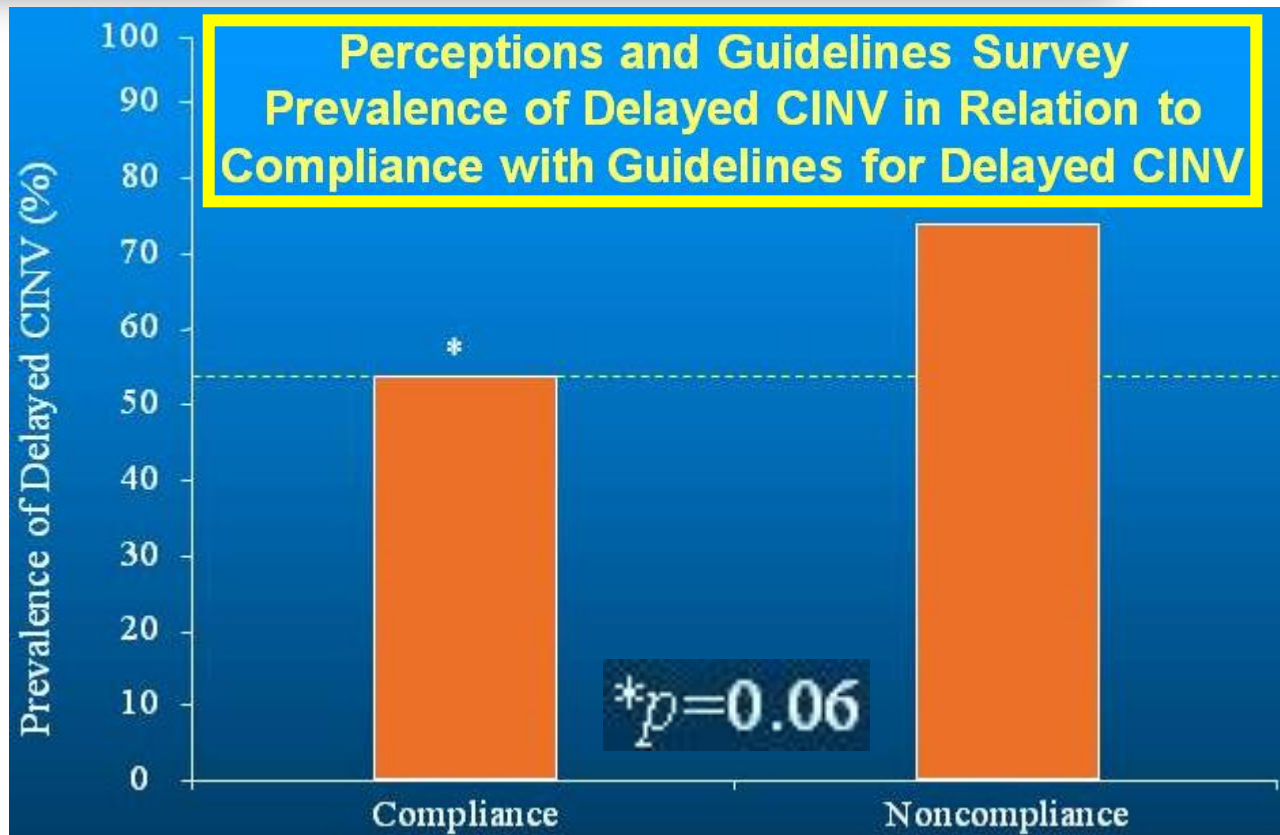 Perceptions and Guidelines Survey
Prevalence of Delayed CINV in Relation to
Compliance with Guidelines for Delayed CINV
Prevalence of Delayed CINV (%)
100
90
80
70
60
50
40
30
20
10
0
*
*p=0.06
Compliance
Noncompliance